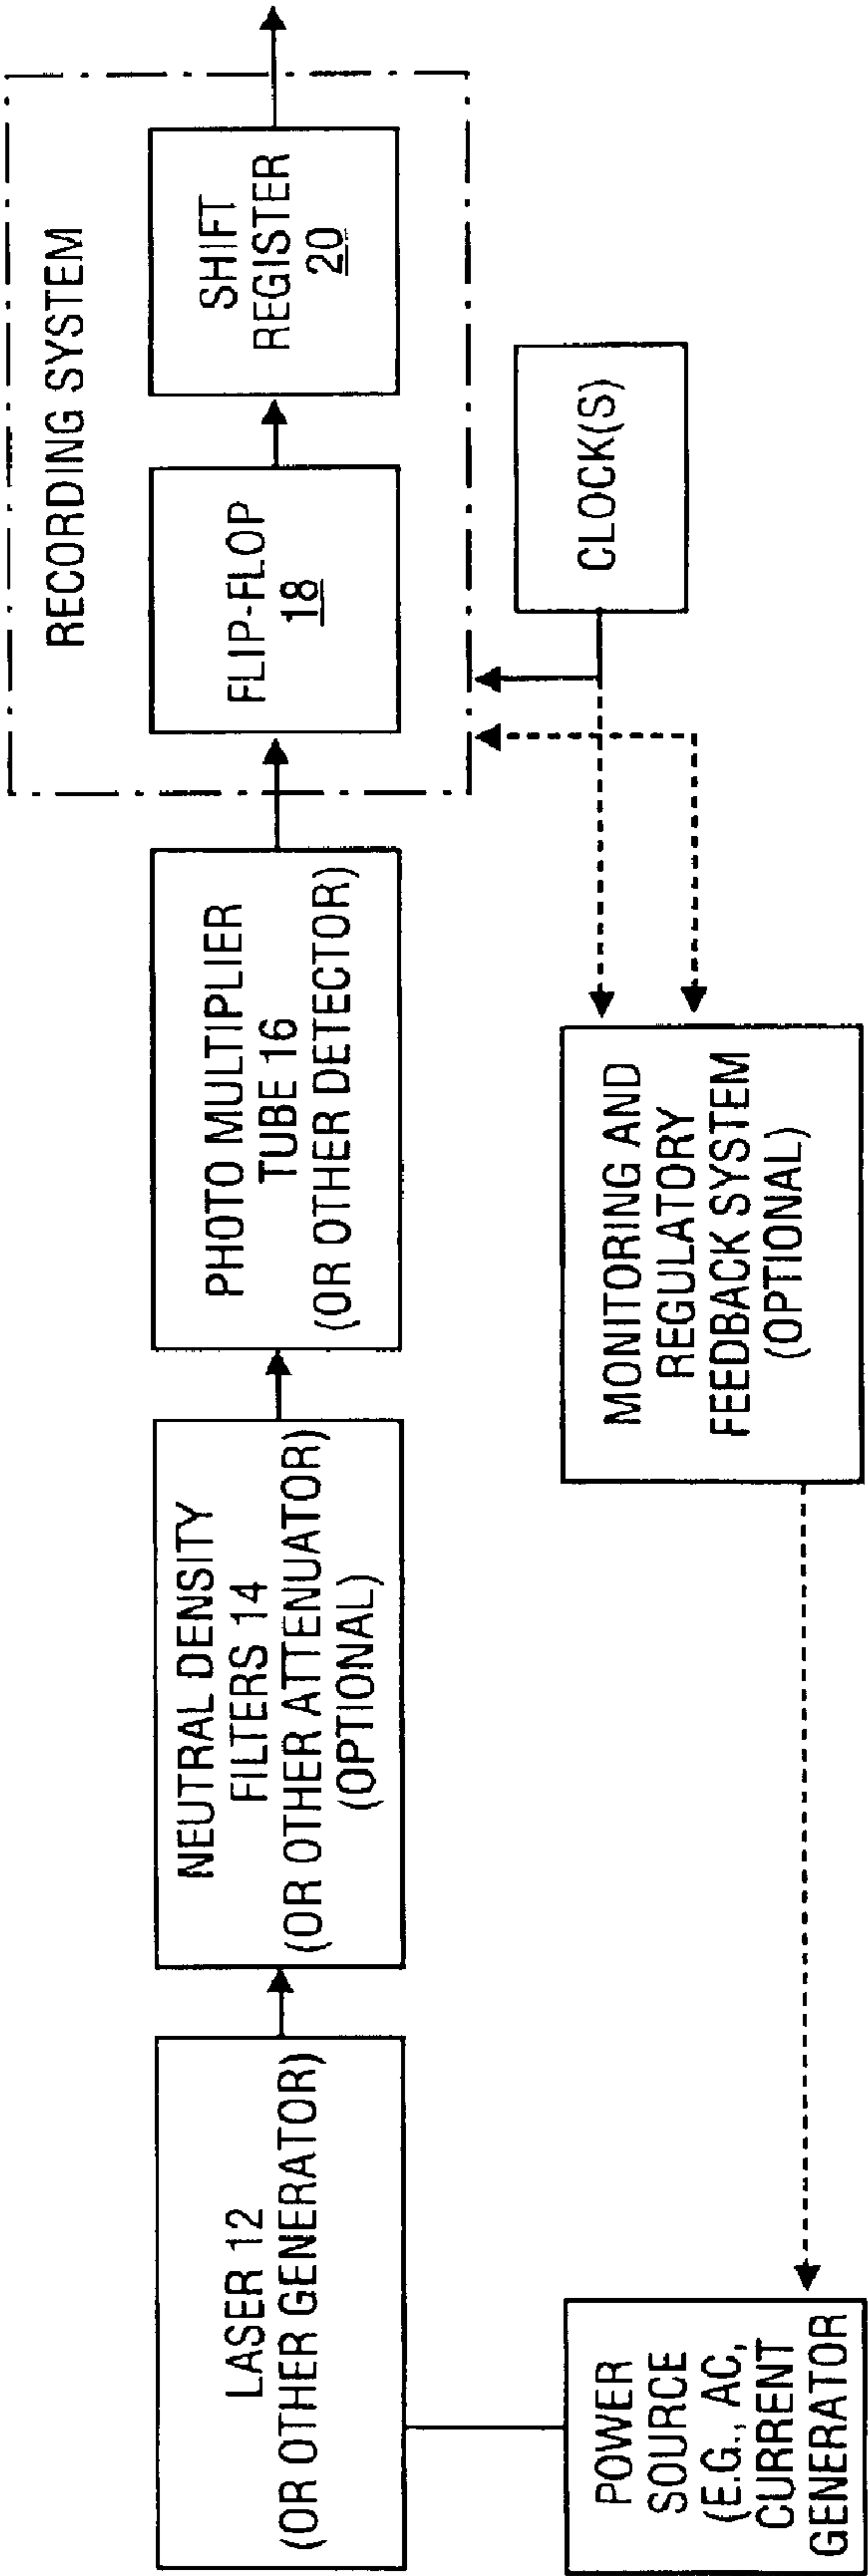 LASER 12
(OR OTHER GENERATOR)
NEUTRAL DENSITY
FILTERS 14
(OR OTHER ATTENUATOR)
(OPTIONAL)
PHOTO MULTIPLIER
TUBE 16
(OR OTHER DETECTOR)
RECORDING SYSTEM
FLIP-FLOP
18
SHIFT
REGISTER
20
POWER
SOURCE
(E.G., AC,
CURRENT
GENERATOR
MONITORING AND
REGULATORY
FEEDBACK SYSTEM
(OPTIONAL)
CLOCK(S)